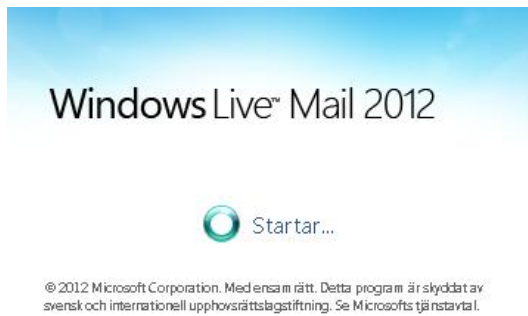 Windows Live™ Mail 2012
Startar...
© 2012 Microsoft Corporation. Med ensamrätt. Detta program är skyddat av
svensk och internationell upphovsrättslagstiftning. Se Microsofts tjänstavtal.